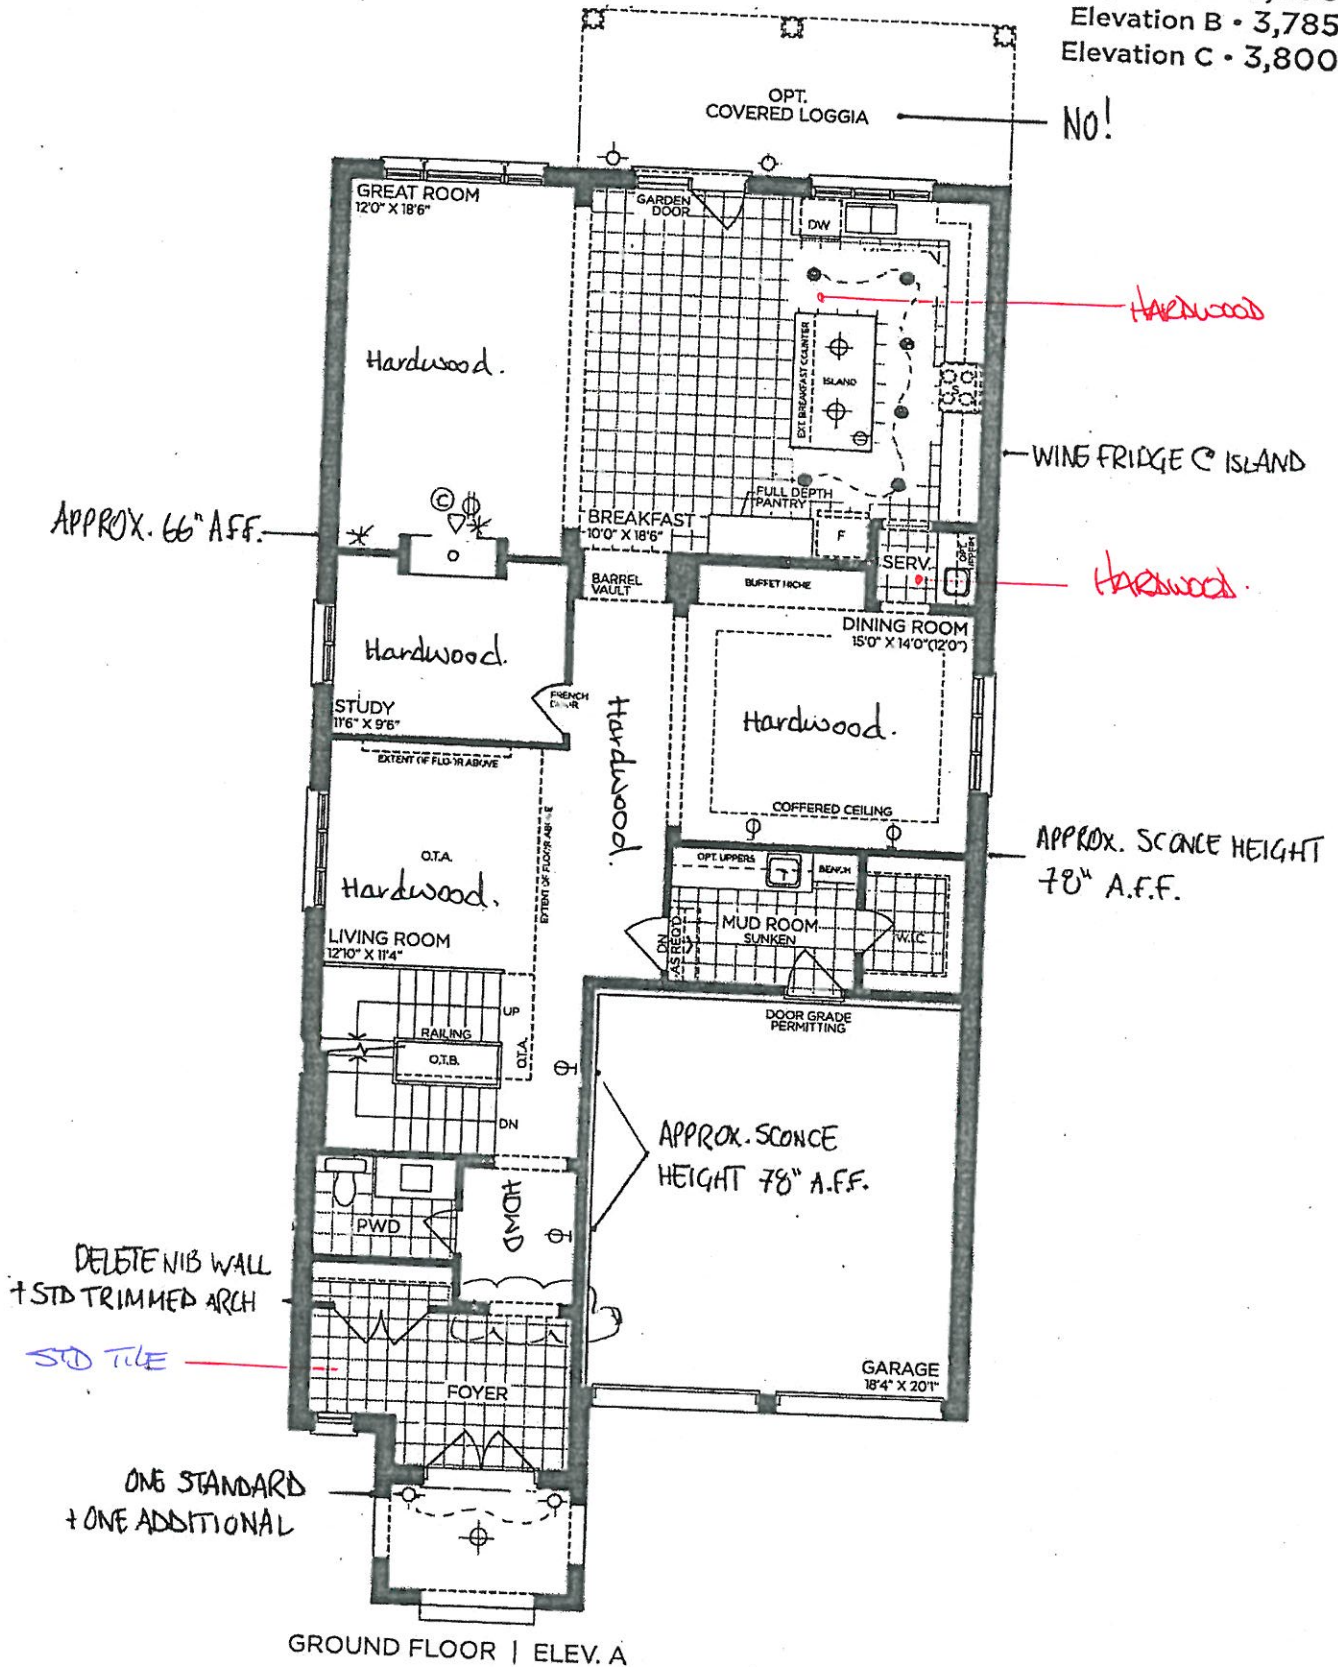 Elevation B • 3,785
Elevation C • 3,800
OPT.
COVERED LOGGIA
NO!
GREAT ROOM
12'0" X 18'6"
GARDEN
DOOR
DW
HARDWOOD
Hardwood.
EXT. BREAKFAST COUNTER
ISLAND
S
WINE FRIDGE @ ISLAND
C
APPROX. 66" A.F.F.
FULL DEPTH
PANTRY
BREAKFAST
10'0" X 18'6"
F
SERV.
OPT.
UPPERS
HARDWOOD.
BARREL
VAULT
BUFFET NICHE
DINING ROOM
15'0" X 14'0"(12'0")
Hardwood.
STUDY
11'6" X 9'6"
FRENCH
DOOR
Hardwood.
Hardwood.
EXTENT OF FLOOR ABOVE
EXTENT OF FLOOR ABOVE
COFFERED CEILING
O.T.A.
Hardwood.
LIVING ROOM
12'10" X 11'4"
APPROX. SCONCE HEIGHT
78" A.F.F.
OPT. UPPERS
BENCH
MUD ROOM
SUNKEN
W.I.C.
DN
AS REQ'D
DOOR GRADE
PERMITTING
UP
RAILING
O.T.B.
O.T.A.
DN
APPROX. SCONCE
HEIGHT 78" A.F.F.
PWD
HDWD
DELETE NIB WALL
+ STD TRIMMED ARCH
STD TILE
FOYER
GARAGE
18'4" X 20'1"
ONE STANDARD
+ ONE ADDITIONAL
GROUND FLOOR | ELEV. A